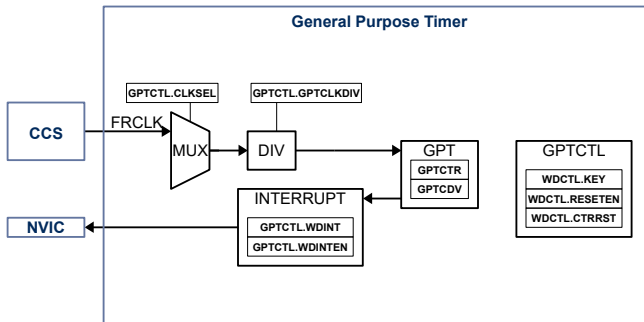 General Purpose Timer
GPTCTL.CLKSEL
GPTCTL.GPTCLKDIV
CCS
FRCLK
MUX
DIV
GPT
GPTCTR
GPTCDV
GPTCTL
WDCTL.KEY
WDCTL.RESETEN
WDCTL.CTRRST
INTERRUPT
GPTCTL.WDINT
GPTCTL.WDINTEN
NVIC